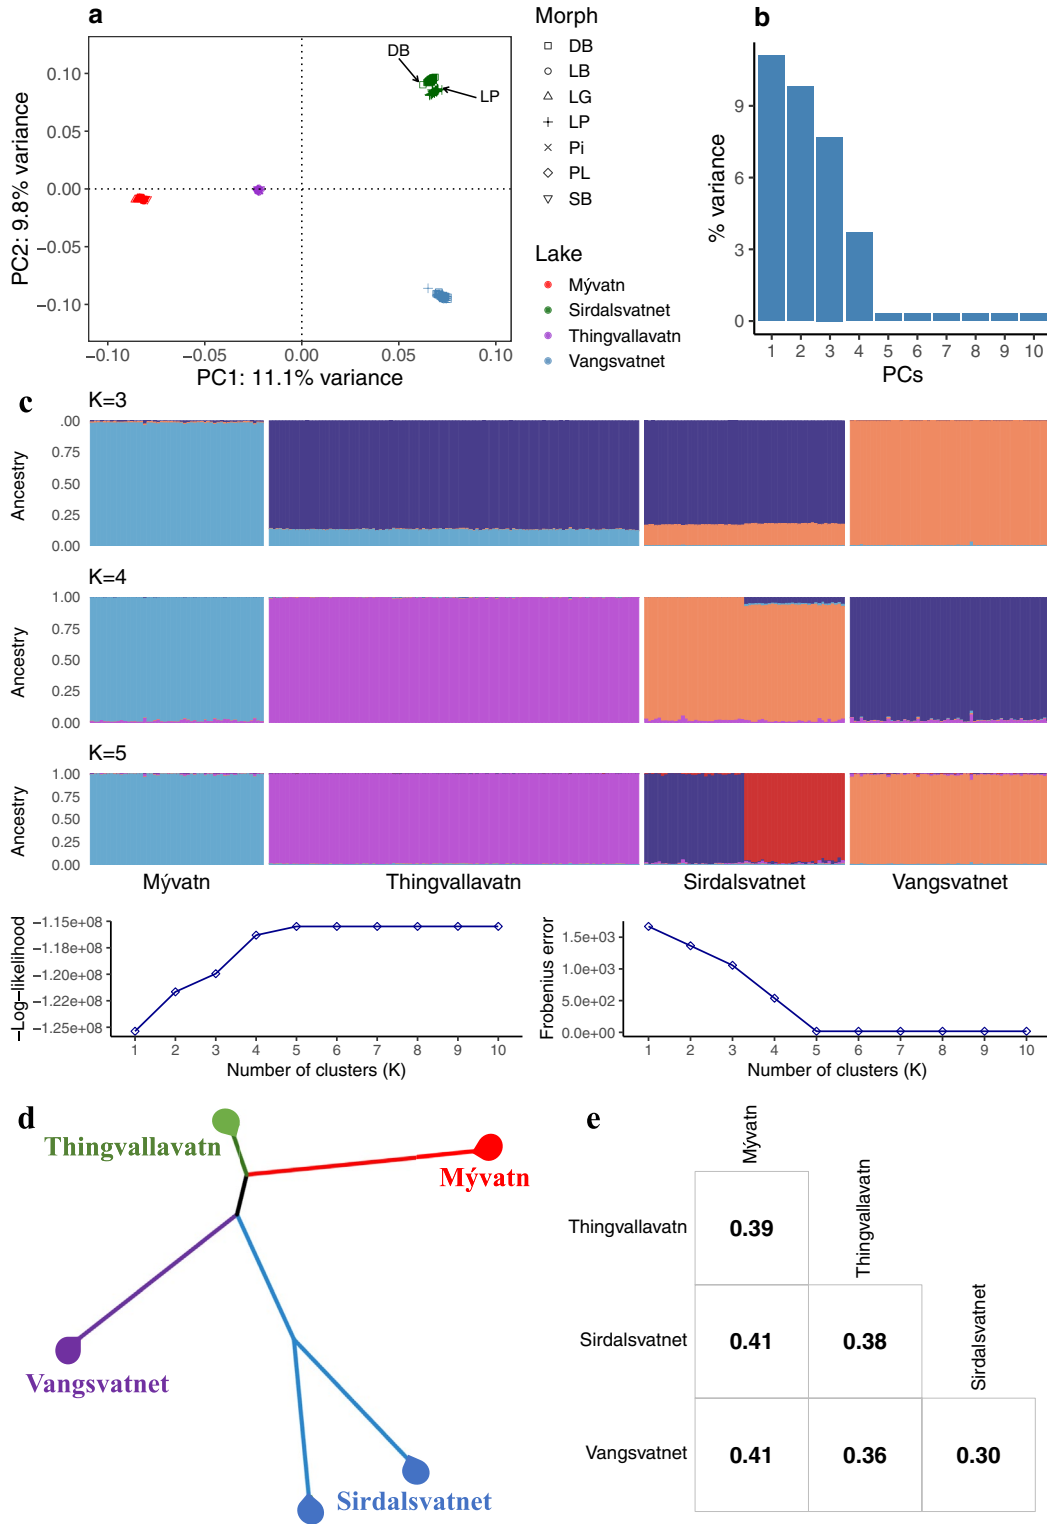 a
DB
LP
0.10
0.05
0.00
−0.05
−0.10
PC2: 9.8% variance
−0.10
−0.05
0.00
0.05
0.10
PC1: 11.1% variance
Morph
DB
LB
LG
LP
Pi
PL
SB
Lake
Mývatn
Sirdalsvatnet
Thingvallavatn
Vangsvatnet
b
% variance
9
6
3
0
1 2 3 4 5 6 7 8 9 10
PCs
c
K=3
Ancestry
.00
0.75
0.50
0.25
0.00
K=4
Ancestry
1.00
0.75
0.50
0.25
0.00
K=5
Ancestry
1.00
0.75
0.50
0.25
0.00
Mývatn
Thingvallavatn
Sirdalsvatnet
Vangsvatnet
−Log−likelihood
−1.15e+08
−1.18e+08
−1.20e+08
−1.22e+08
−1.25e+08
1 2 3 4 5 6 7 8 9 10
Number of clusters (K)
Frobenius error
1.5e+03
1.0e+03
5.0e+02
0.0e+00
1 2 3 4 5 6 7 8 9 10
Number of clusters (K)
d
Thingvallavatn
Mývatn
Vangsvatnet
Sirdalsvatnet
e
Mývatn
Thingvallavatn 0.39
Thingvallavatn
Sirdalsvatnet 0.41 0.38
Sirdalsvatnet
Vangsvatnet 0.41 0.36 0.30